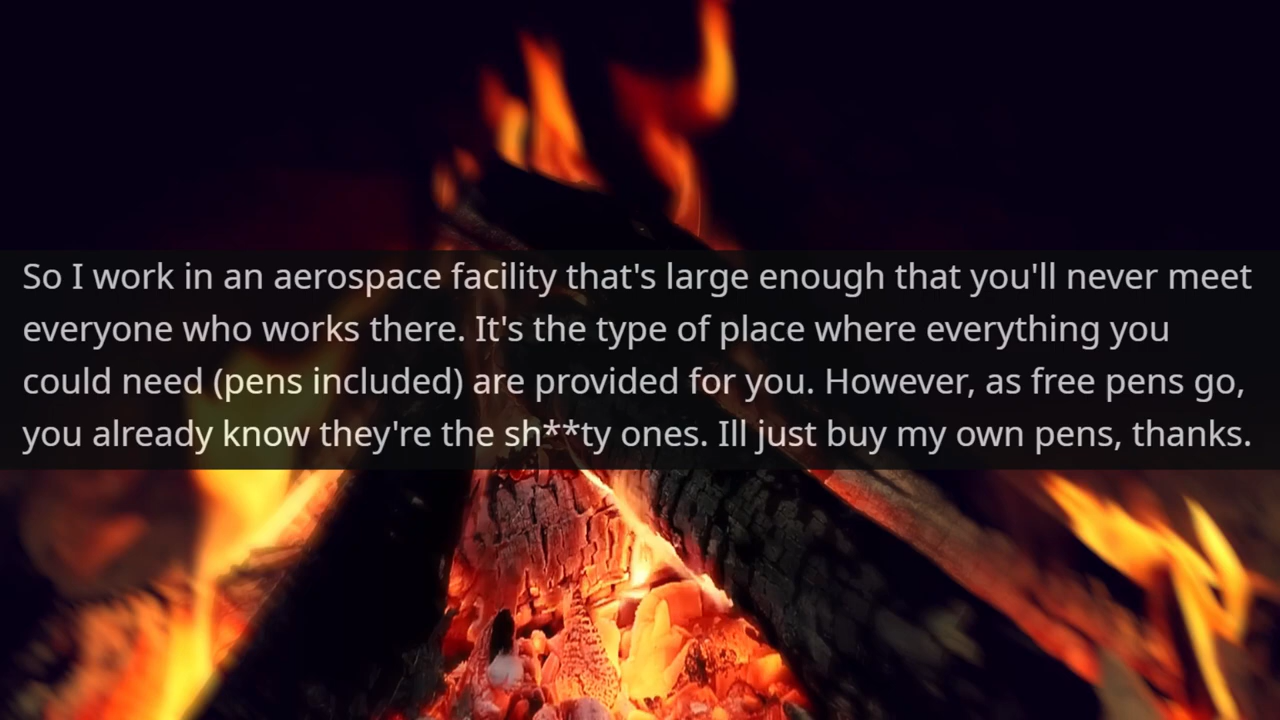 So I work in an aerospace facility that's large enough that you'll never meet
everyone who works there. It's the type of place where everything you
could need (pens included) are provided for you. However, as free pens go,
you already know they're the sh**ty ones. Ill just buy my own pens, thanks.